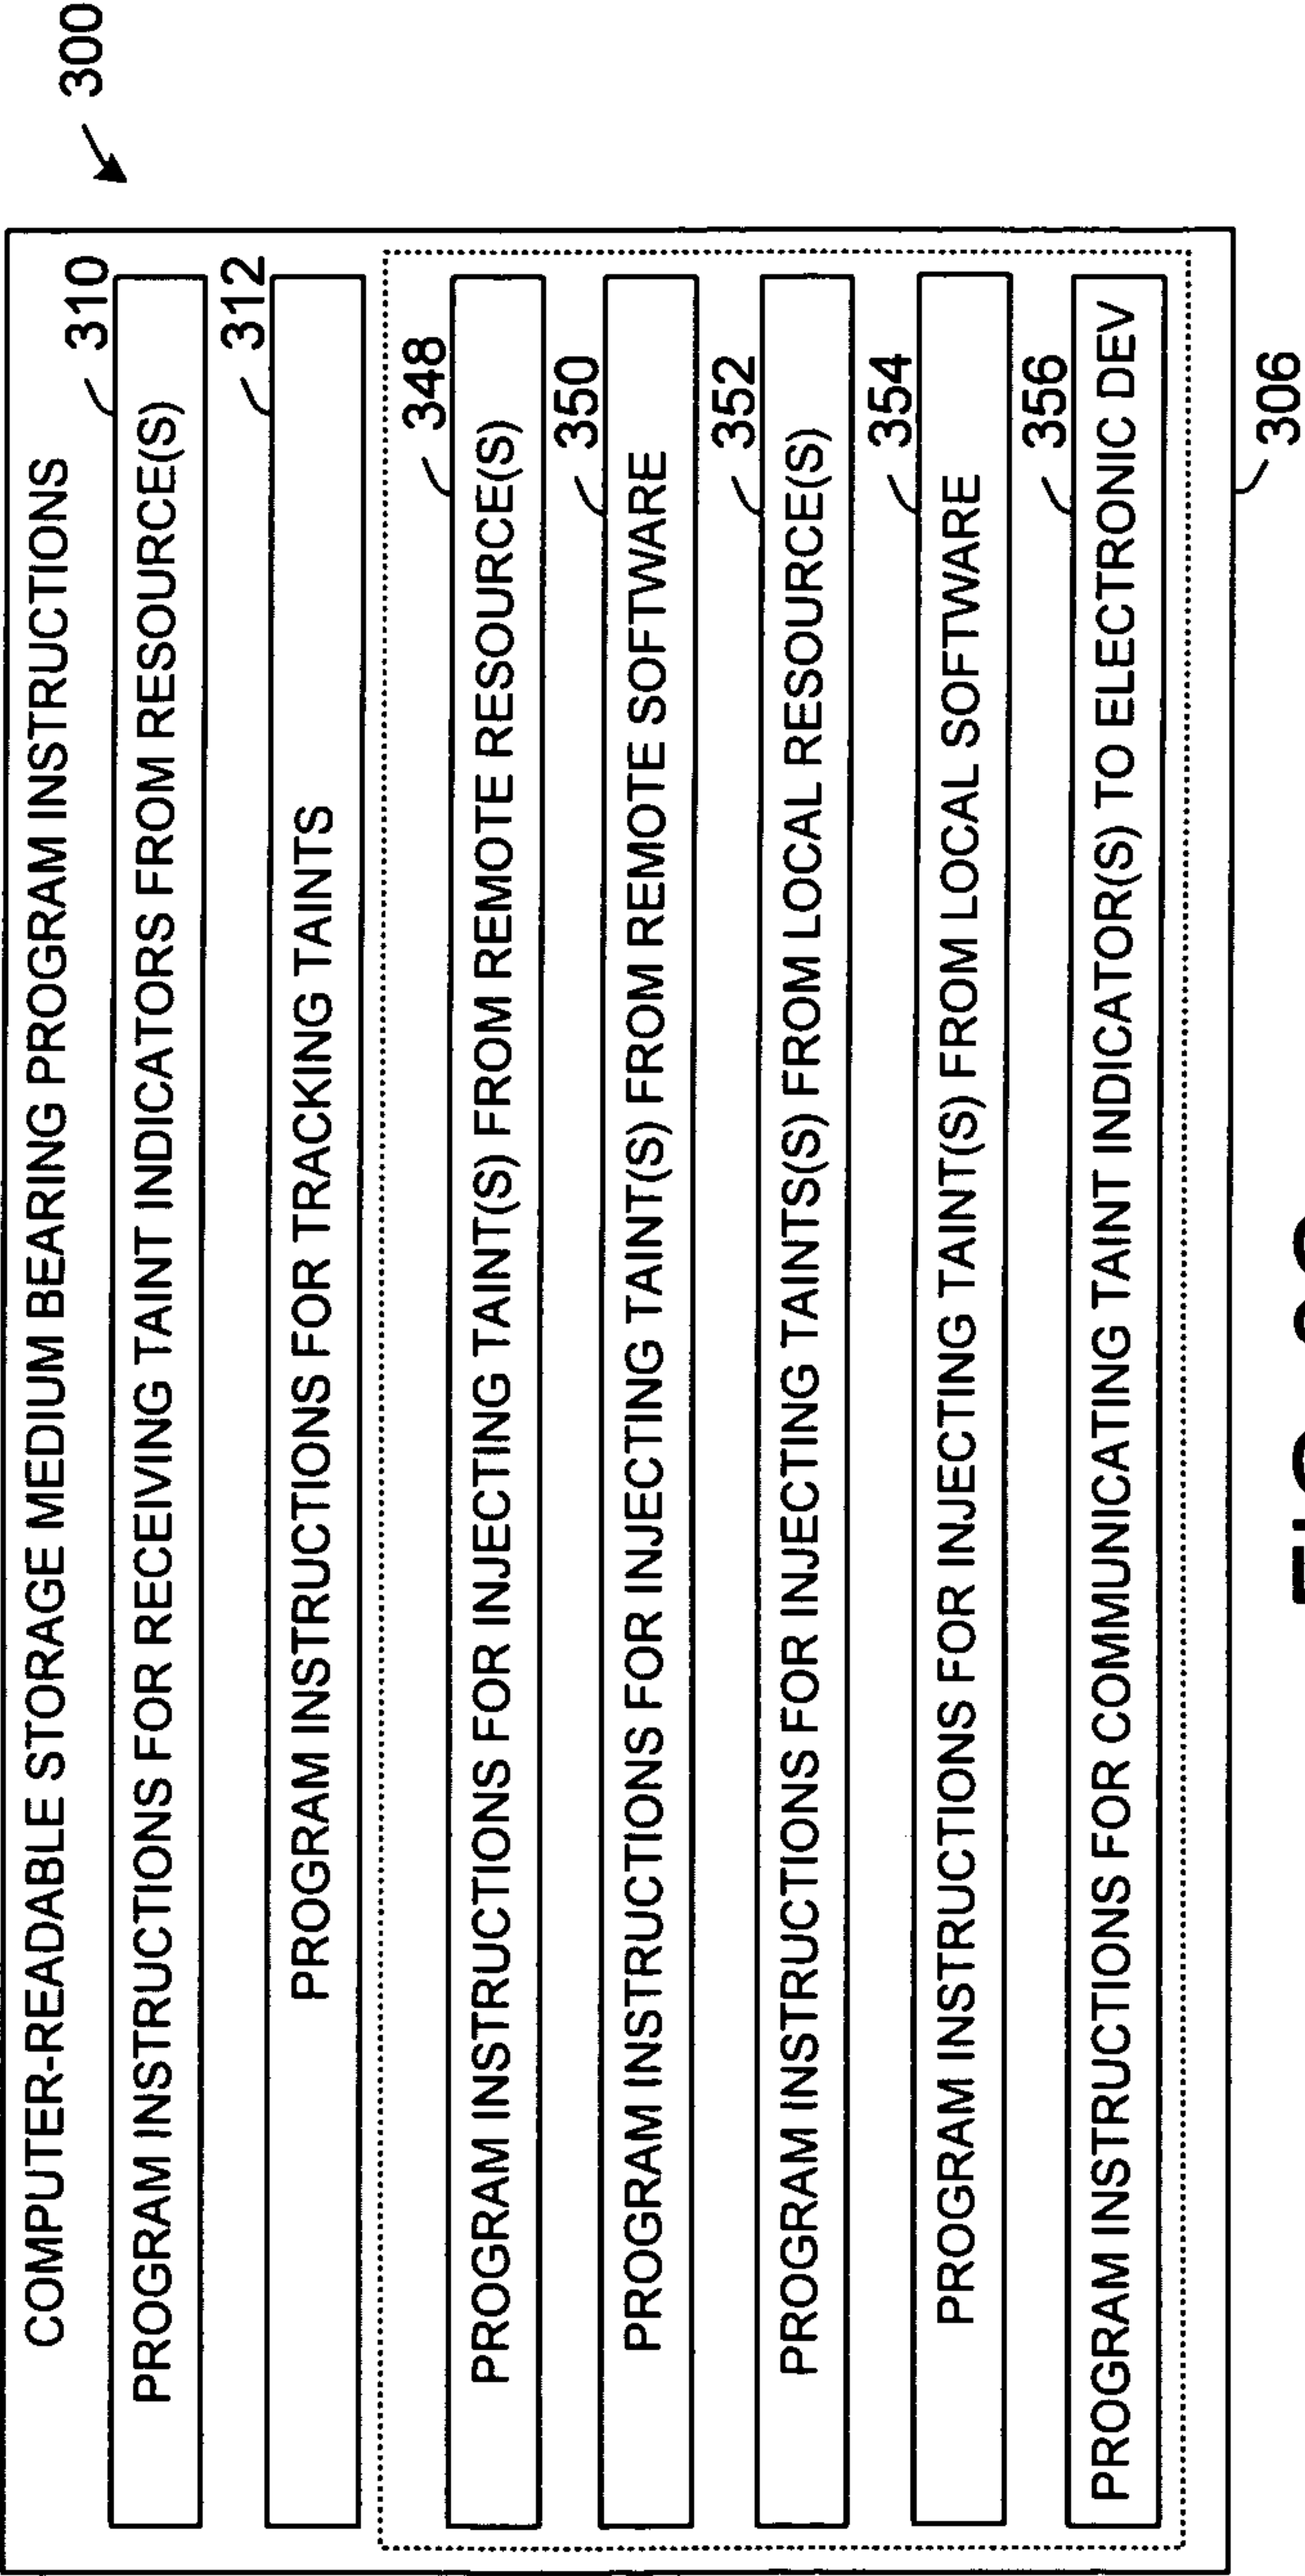 300
COMPUTER-READABLE STORAGE MEDIUM BEARING PROGRAM INSTRUCTIONS
310
PROGRAM INSTRUCTIONS FOR RECEIVING TAINT INDICATORS FROM RESOURCE(S)
312
PROGRAM INSTRUCTIONS FOR TRACKING TAINTS
348
PROGRAM INSTRUCTIONS FOR INJECTING TAINT(S) FROM REMOTE RESOURCE(S)
350
PROGRAM INSTRUCTIONS FOR INJECTING TAINT(S) FROM REMOTE SOFTWARE
352
PROGRAM INSTRUCTIONS FOR INJECTING TAINTS(S) FROM LOCAL RESOURCE(S)
354
PROGRAM INSTRUCTIONS FOR INJECTING TAINT(S) FROM LOCAL SOFTWARE
356
PROGRAM INSTRUCTIONS FOR COMMUNICATING TAINT INDICATOR(S) TO ELECTRONIC DEV
306